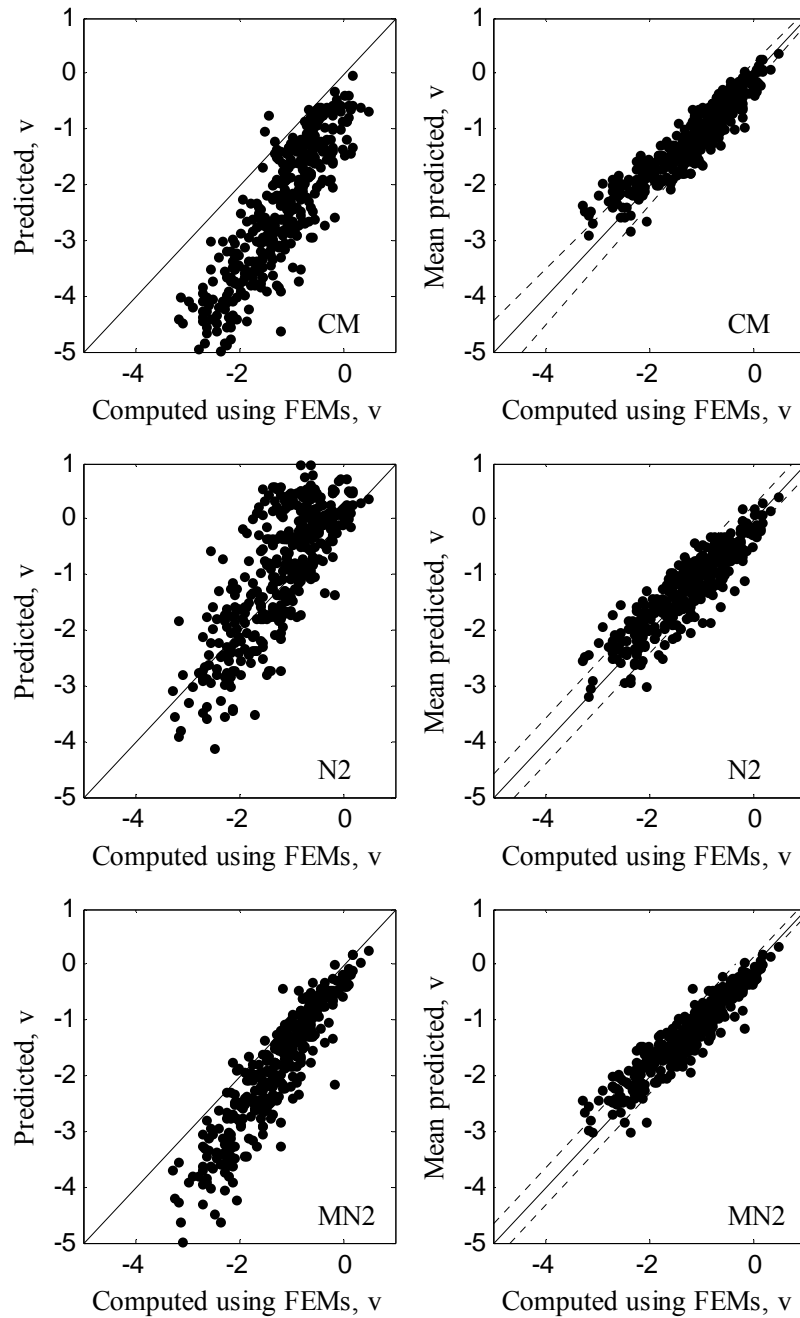 1
0
-1
-2
-3
-4
-5
Predicted, v
CM
-4 -2 0
Computed using FEMs, v
1
0
-1
-2
-3
-4
-5
Mean predicted, v
CM
-4 -2 0
Computed using FEMs, v
1
0
-1
-2
-3
-4
-5
Predicted, v
N2
-4 -2 0
Computed using FEMs, v
1
0
-1
-2
-3
-4
-5
Mean predicted, v
N2
-4 -2 0
Computed using FEMs, v
1
0
-1
-2
-3
-4
-5
Predicted, v
MN2
-4 -2 0
Computed using FEMs, v
1
0
-1
-2
-3
-4
-5
Mean predicted, v
MN2
-4 -2 0
Computed using FEMs, v